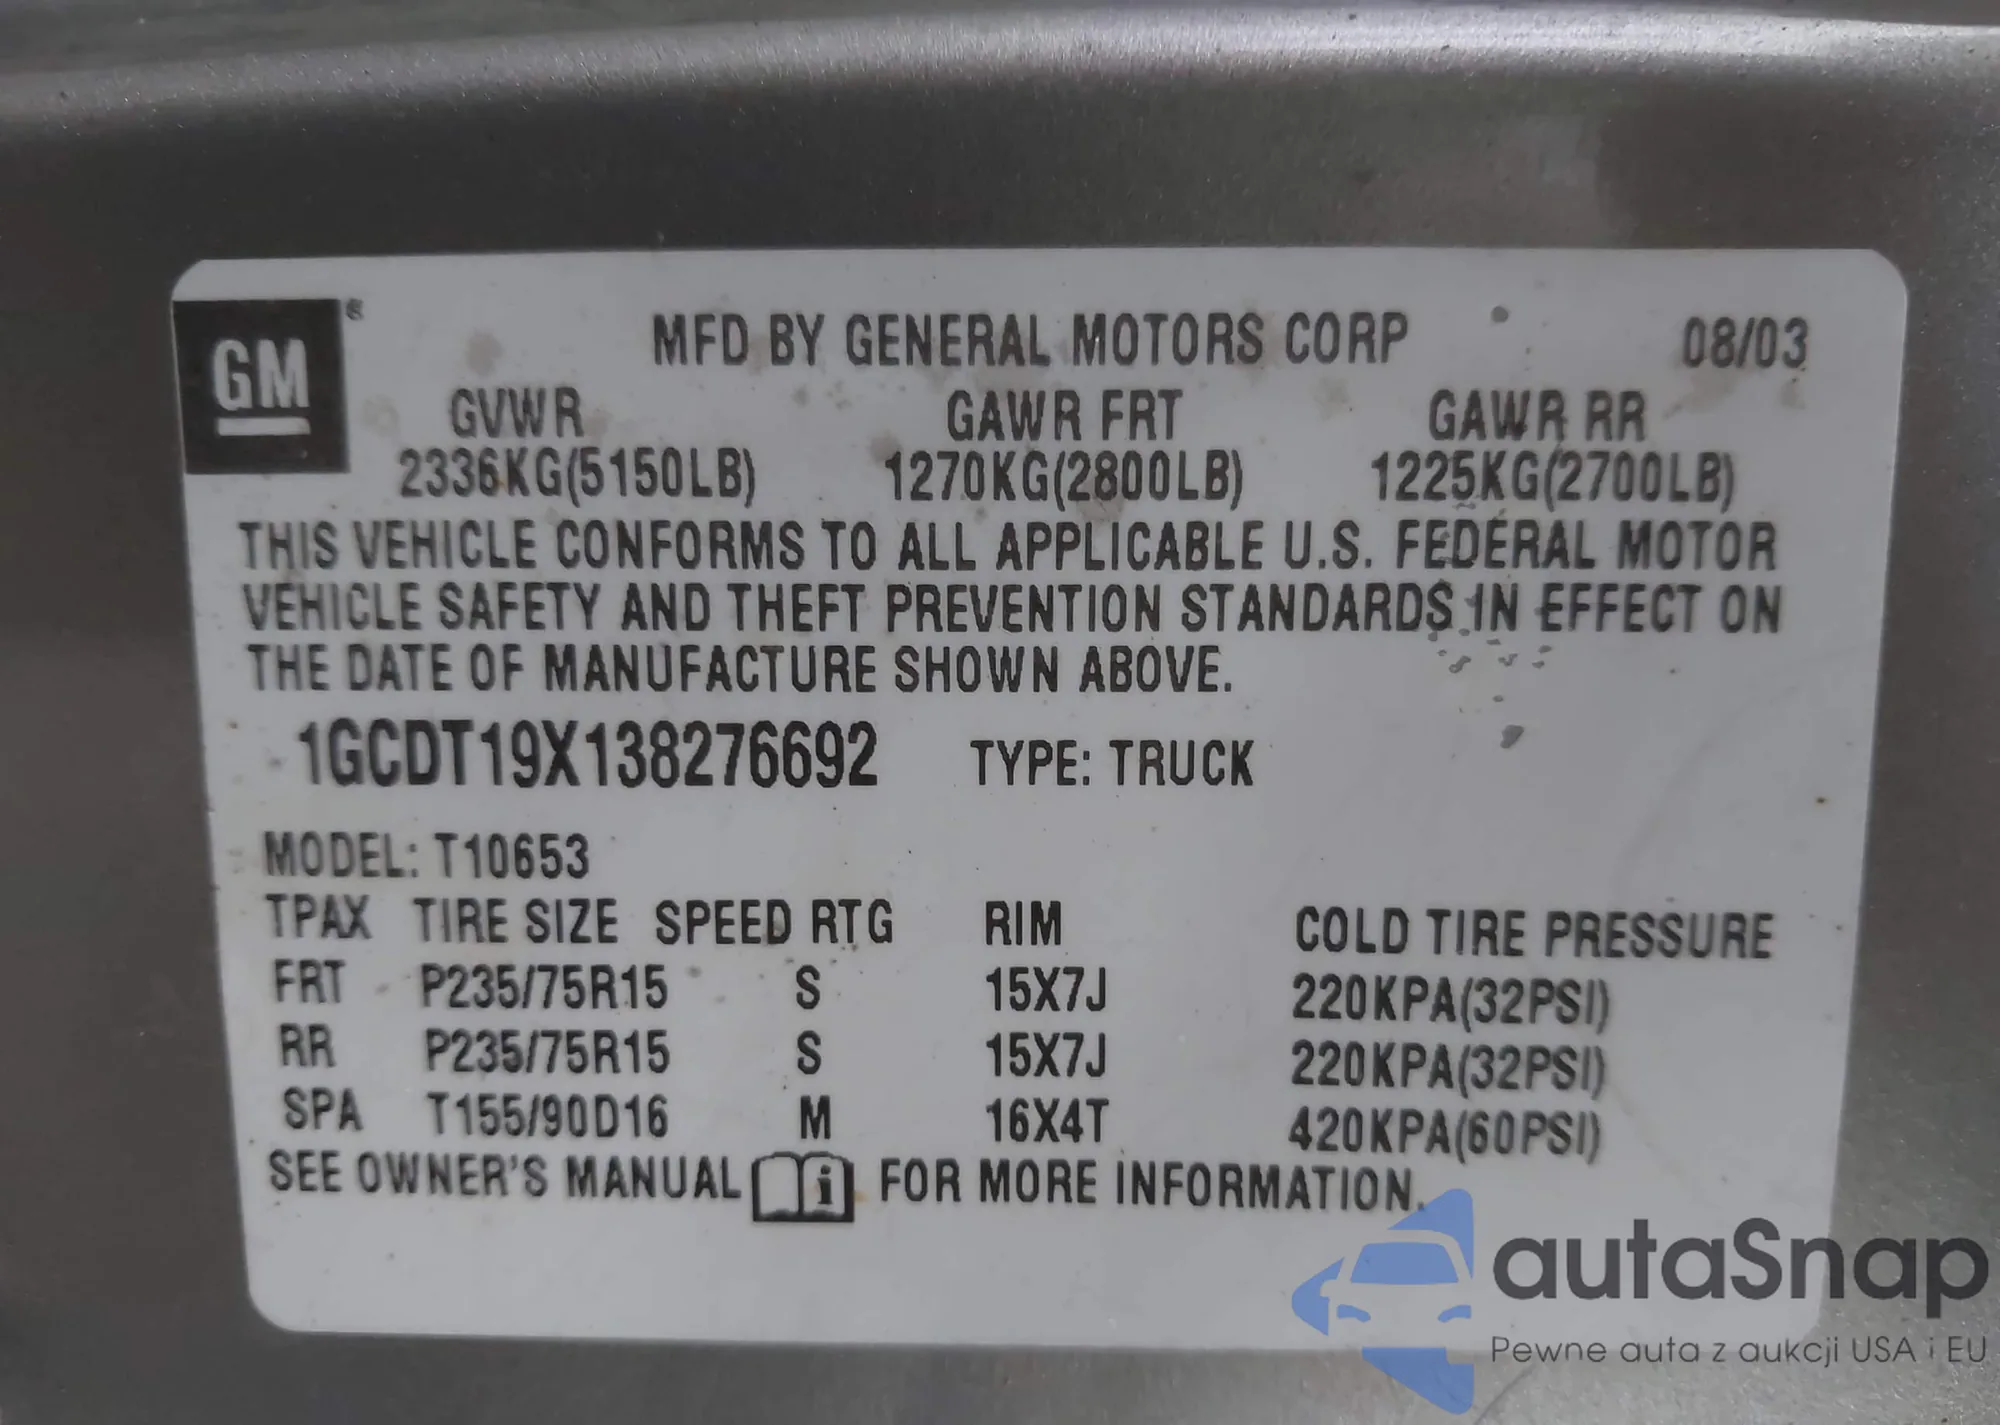 GM®
MFD BY GENERAL MOTORS CORP 08/03
GVWR GAWR FRT GAWR RR
2336KG(5150LB) 1270KG(2800LB) 1225KG(2700LB)
THIS VEHICLE CONFORMS TO ALL APPLICABLE U.S. FEDERAL MOTOR
VEHICLE SAFETY AND THEFT PREVENTION STANDARDS IN EFFECT ON
THE DATE OF MANUFACTURE SHOWN ABOVE.
1GCDT19X138276692 TYPE: TRUCK
MODEL: T10653
TPAX TIRE SIZE SPEED RTG RIM COLD TIRE PRESSURE
FRT P235/75R15 S 15X7J 220KPA(32PSI)
RR P235/75R15 S 15X7J 220KPA(32PSI)
SPA T155/90D16 M 16X4T 420KPA(60PSI)
SEE OWNER'S MANUAL i FOR MORE INFORMATION.
autaSnap
Pewne auta z aukcji USA i EU